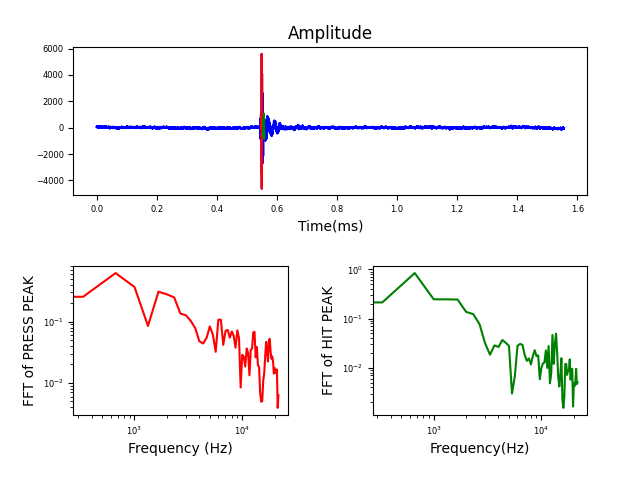 Amplitude
6000
4000
2000
0
−2000
−4000
0.0 0.2 0.4 0.6 0.8 1.0 1.2 1.4 1.6
Time(ms)
FFT of PRESS PEAK
10⁻¹
10⁻²
10³ 10⁴
Frequency (Hz)
FFT of HIT PEAK
10⁰
10⁻¹
10⁻²
10³ 10⁴
Frequency(Hz)